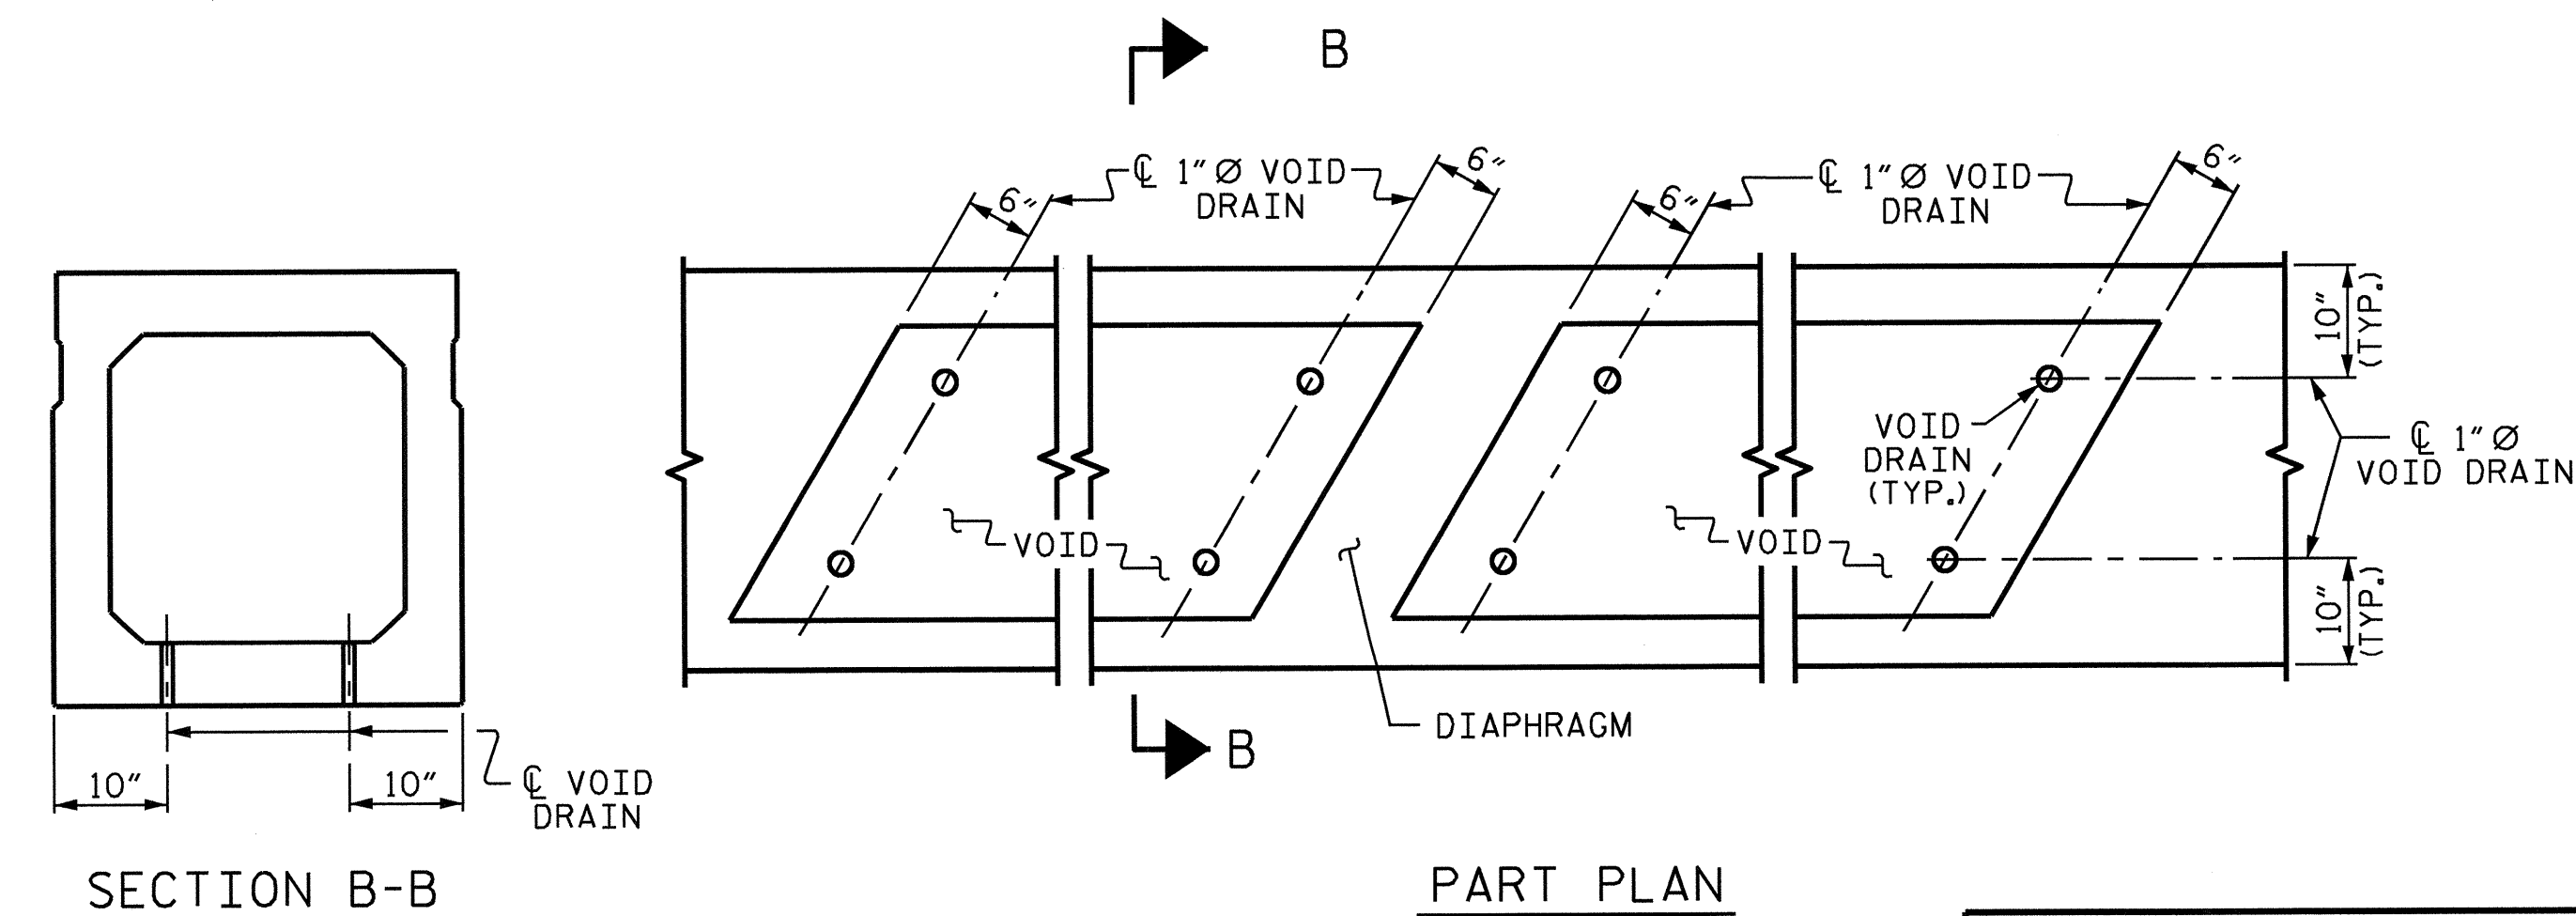 B
6"
℄ 1"Ø VOID
DRAIN
6"
6"
℄ 1"Ø VOID
DRAIN
6"
10"
(TYP.)
VOID
DRAIN
(TYP.)
℄ 1"Ø
VOID DRAIN
VOID
VOID
10"
(TYP.)
DIAPHRAGM
B
10"
10"
℄ VOID
DRAIN
SECTION B-B
PART PLAN